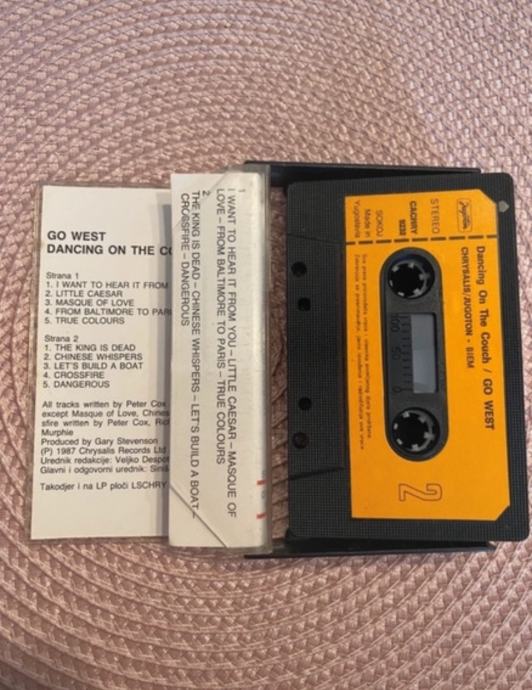 GO WEST
DANCING ON THE CO
Strana 1
1. I WANT TO HEAR IT FROM
2. LITTLE CAESAR
3. MASQUE OF LOVE
4. FROM BALTIMORE TO PAR
5. TRUE COLOURS
Strana 2
1. THE KING IS DEAD
2. CHINESE WHISPERS
3. LET'S BUILD A BOAT
4. CROSSFIRE
5. DANGEROUS
All tracks written by Peter Cox
except Masque of Love, Chines
sfire written by Peter Cox, Ric
Murphie
Produced by Gary Stevenson
(P) 1987 Chrysalis Records Ltd
Urednik redakcije: Veljko Despot
Glavni i odgovorni urednik: Sini
Takodjer i na LP ploči LSCHRY
1
I WANT TO HEAR IT FROM YOU – LITTLE CAESAR – MASQUE OF
LOVE – FROM BALTIMORE TO PARIS – TRUE COLOURS
2
THE KING IS DEAD – CHINESE WHISPERS – LET'S BUILD A BOAT –
CROSSFIRE – DANGEROUS
Jugoton
STEREO
CACHRY
SOKOJ
Made in
Yugoslavia
Dancing On The Couch / GO WEST
CHRYSALIS/JUGOTON - BIEM
100 50 0
2